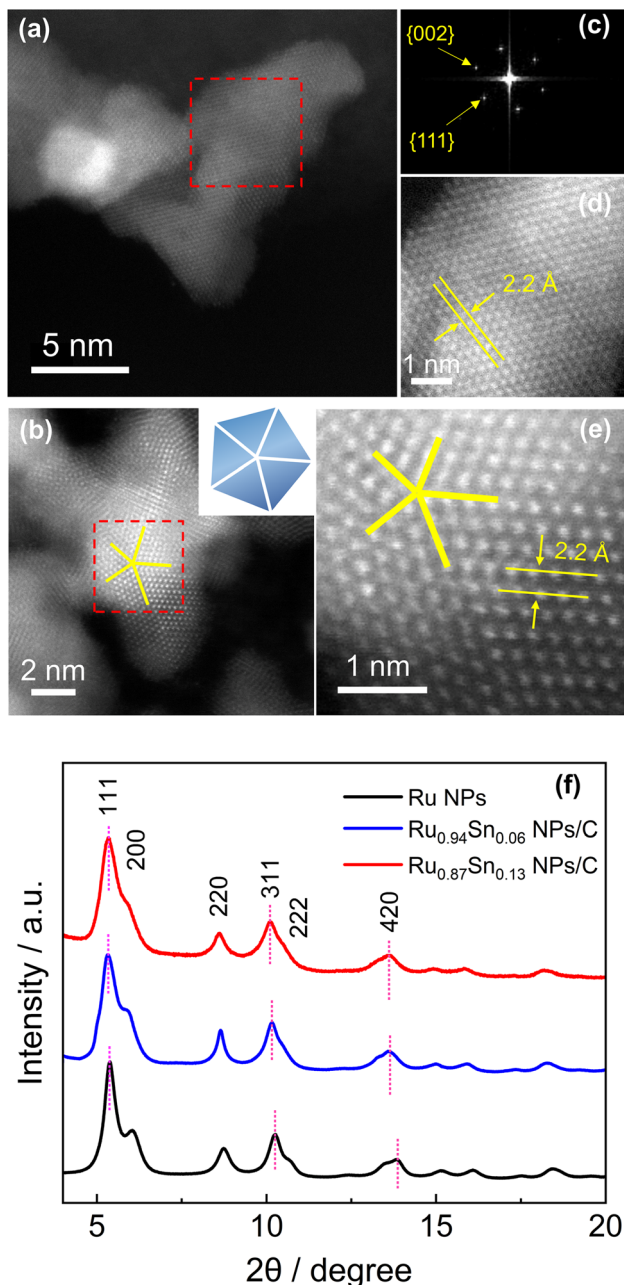 (a)
5 nm
(c)
{002}
{111}
(d)
2.2 Å
1 nm
(b)
2 nm
(e)
2.2 Å
1 nm
(f)
111
200
220
311
222
420
Ru NPs
Ru₀.₉₄Sn₀.₀₆ NPs/C
Ru₀.₈₇Sn₀.₁₃ NPs/C
Intensity / a.u.
5
10
15
20
2θ / degree